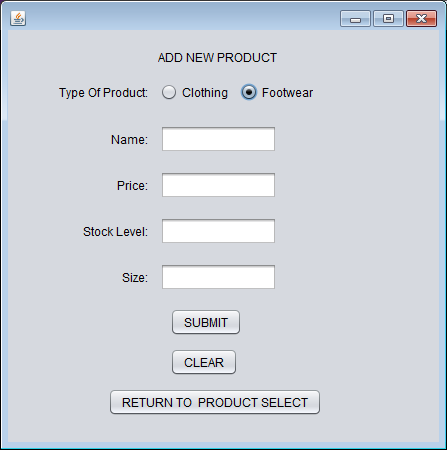 ADD NEW PRODUCT
Type Of Product: Clothing Footwear
Name:
Price:
Stock Level:
Size:
SUBMIT
CLEAR
RETURN TO  PRODUCT SELECT